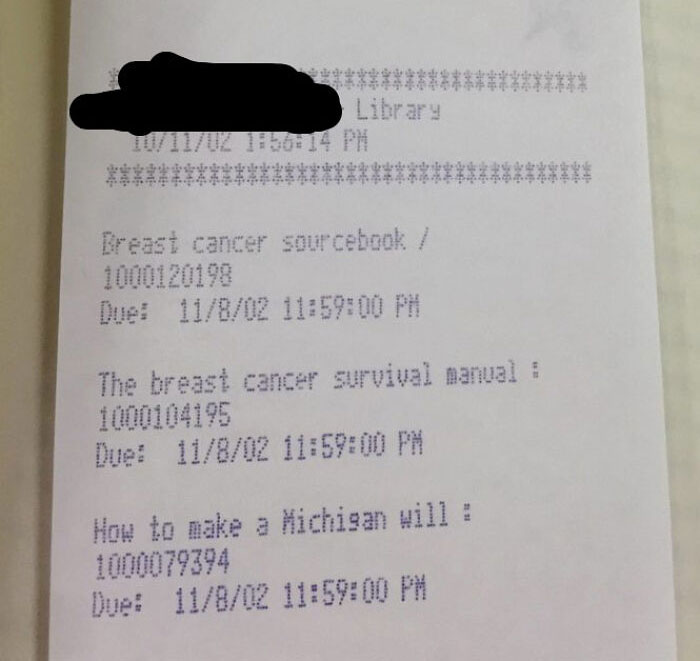 ***************************
Library
10/11/02 1:56:14 PM
*********************************************
Breast cancer sourcebook /
1000120198
Due: 11/8/02 11:59:00 PM
The breast cancer survival manual :
1000104195
Due: 11/8/02 11:59:00 PM
How to make a Michigan will :
1000079394
Due: 11/8/02 11:59:00 PM